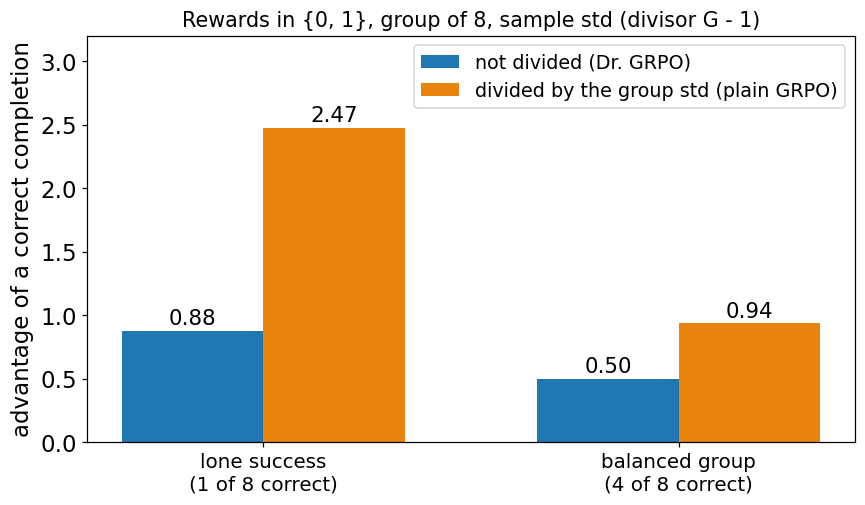 Rewards in {0, 1}, group of 8, sample std (divisor G - 1)
not divided (Dr. GRPO)
divided by the group std (plain GRPO)
advantage of a correct completion
3.0
2.5
2.0
1.5
1.0
0.5
0.0
0.88
2.47
0.50
0.94
lone success
(1 of 8 correct)
balanced group
(4 of 8 correct)